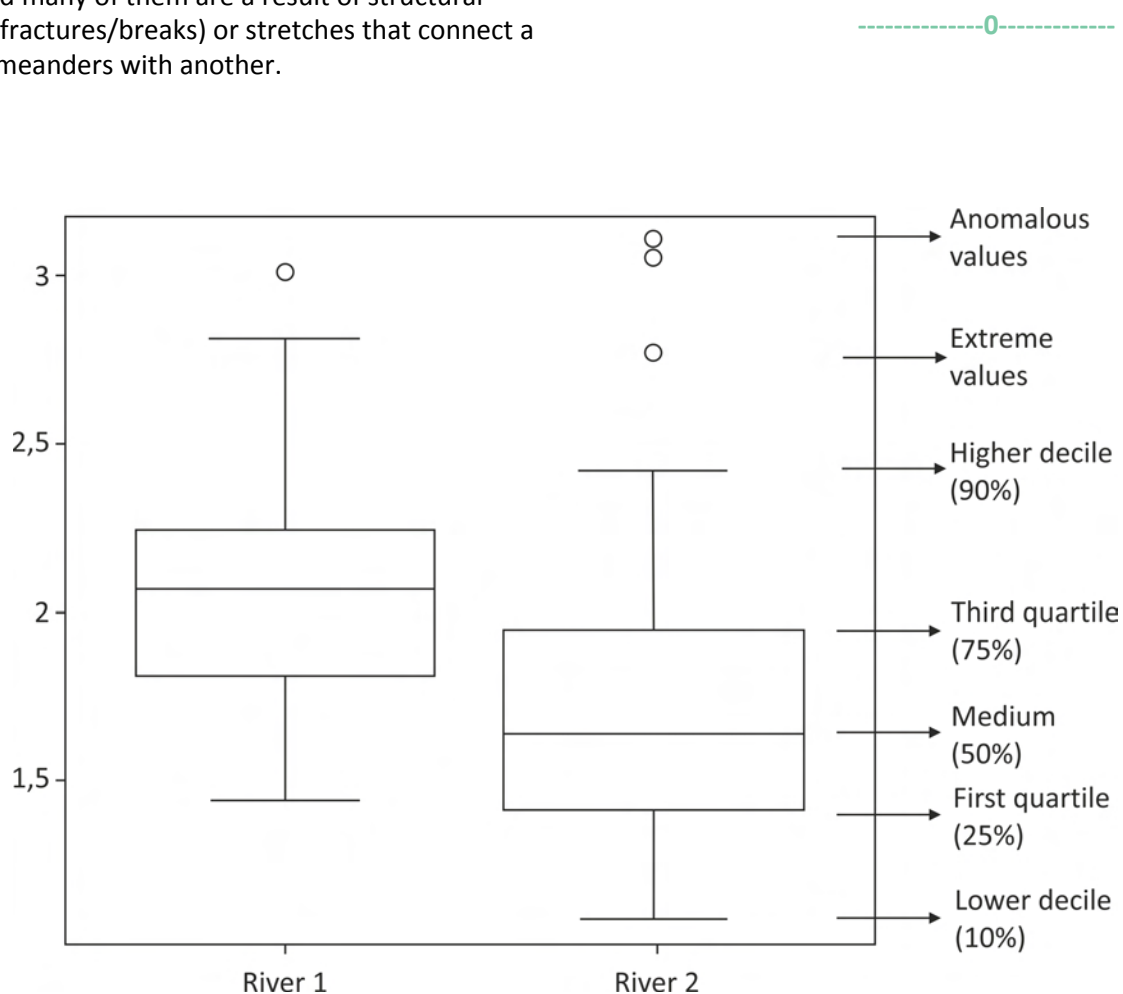 d many of them are a result of structural
fractures/breaks) or stretches that connect a
meanders with another.
---------------0--------------
Anomalous
values
3
Extreme
values
2,5
Higher decile
(90%)
2
Third quartile
(75%)
Medium
(50%)
1,5
First quartile
(25%)
Lower decile
(10%)
River 1
River 2